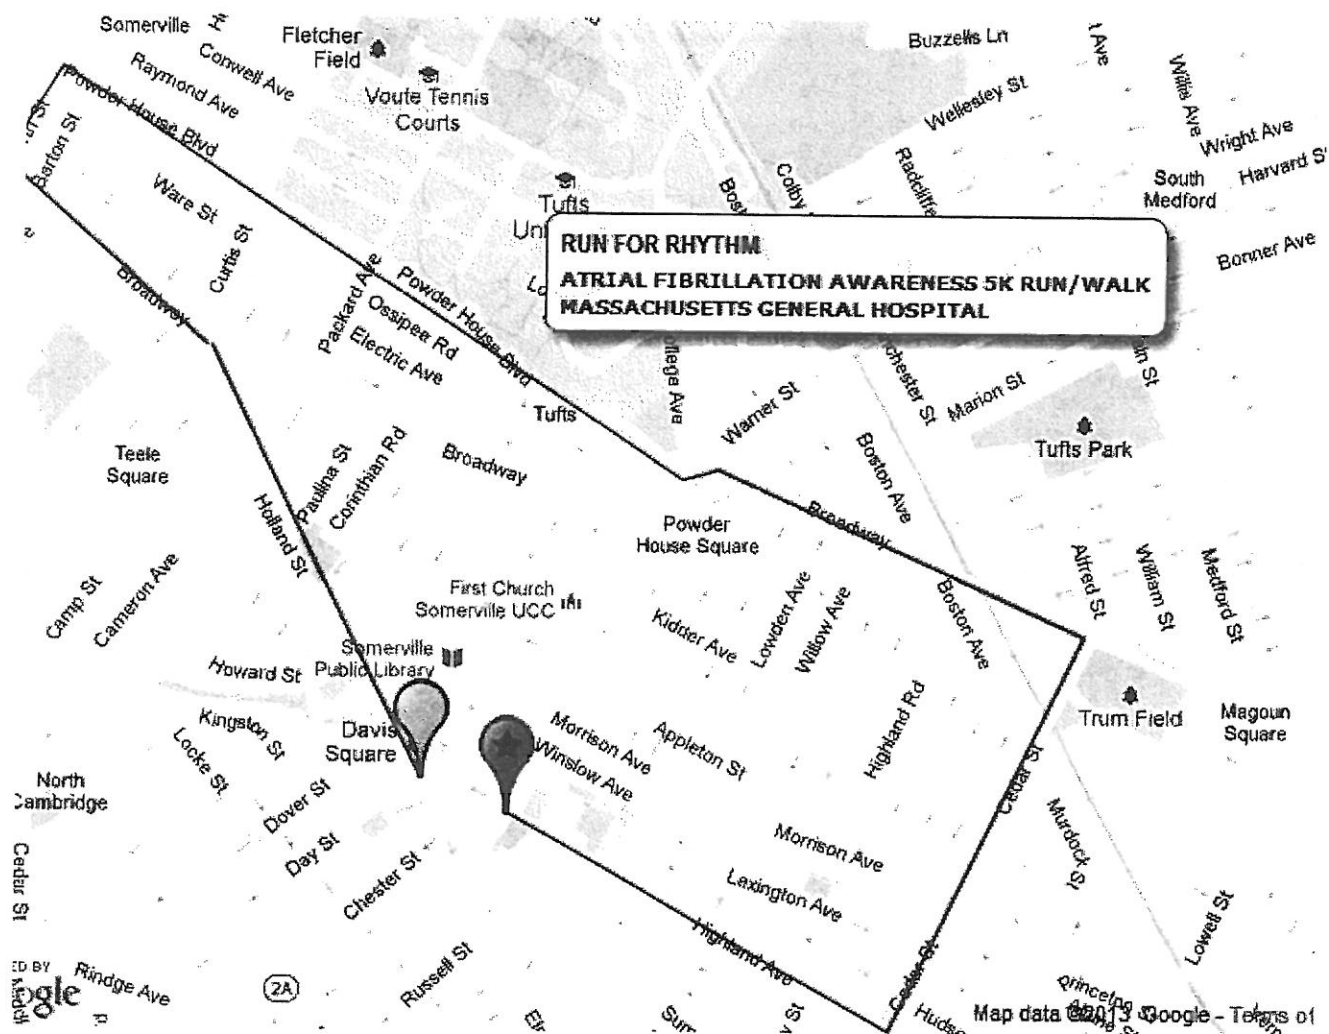 Somerville
Fletcher
Field
Conwell Ave
Raymond Ave
Powder House Blvd
Voute Tennis
Courts
Buzzells Ln
Wellesley St
Willis Ave
Wright Ave
Harvard S
South
Medford
Bonner Ave
Barton St
Ware St
Curtis St
Broadway
Tufts
Colby
RUN FOR RHYTHM
ATRIAL FIBRILLATION AWARENESS 5K RUN/WALK
MASSACHUSETTS GENERAL HOSPITAL
Packard Ave
Powder House Blvd
Ossipee Rd
Electric Ave
Tufts
Warner St
Marion St
Tufts Park
Teele
Square
Paulina St
Corinthian Rd
Broadway
Boston Ave
Holland St
Powder
House Square
Broadway
Camp St
Cameron Ave
First Church
Somerville UCC
Kidder Ave
Lowden Ave
Willow Ave
Boston Ave
Alfred St
William St
Medford St
Somerville
Public Library
Howard St
Kingston St
Locke St
Davis
Square
Morrison Ave
Winslow Ave
Appleton St
Highland Rd
Trum Field
Magoun
Square
North
Cambridge
Dover St
Day St
Chester St
Cedar St
Murdock St
Morrison Ave
Lexington Ave
Cedar St
Highland Ave
Cedar St
Lowell St
Russell St
Rindge Ave
2A
ogle
Map data ©2013 Google - Terms of